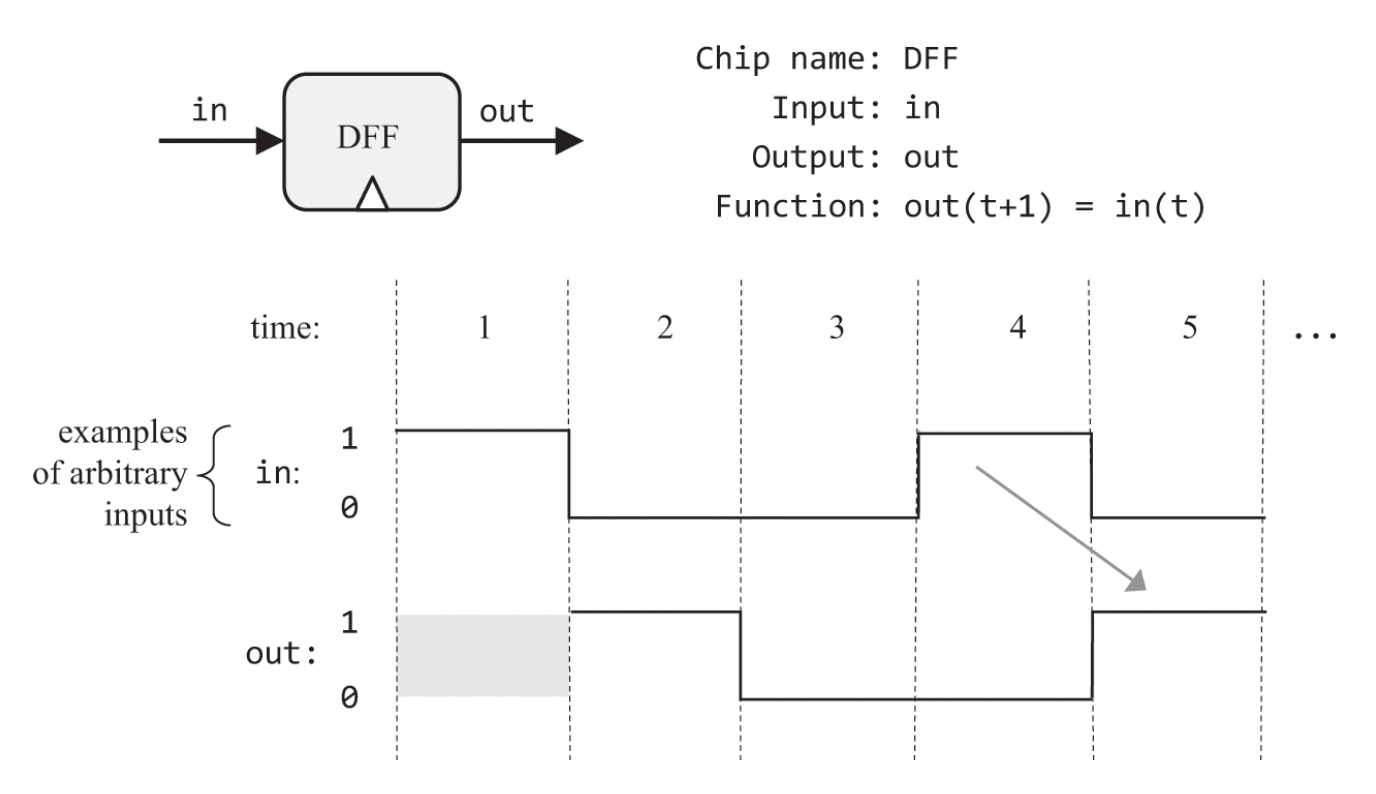 in
DFF
out
Chip name: DFF
Input: in
Output: out
Function: out(t+1) = in(t)
time: 1 2 3 4 5 ...
examples
of arbitrary
inputs
in:
1
0
out:
1
0